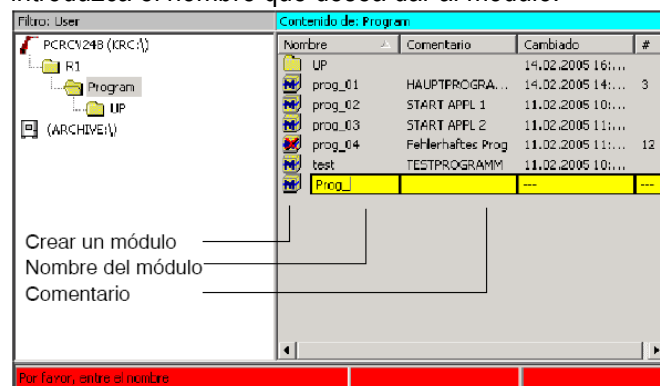 introduzca el nombre que desea dar al módulo.
Filtro: User
Contenido de: Program
PCRCV248 (KRC:\)
R1
Program
UP
(ARCHIVE:\)
Nombre Comentario Cambiado #
UP 14.02.2005 16:...
prog_01 HAUPTPROGRA... 14.02.2005 14:... 3
prog_02 START APPL 1 11.02.2005 10:...
prog_03 START APPL 2 11.02.2005 11:...
prog_04 Fehlerhaftes Prog 11.02.2005 11:... 12
test TESTPROGRAMM 11.02.2005 10:...
Prog_ --- ---
Crear un módulo
Nombre del módulo
Comentario
Por favor, entre el nombre